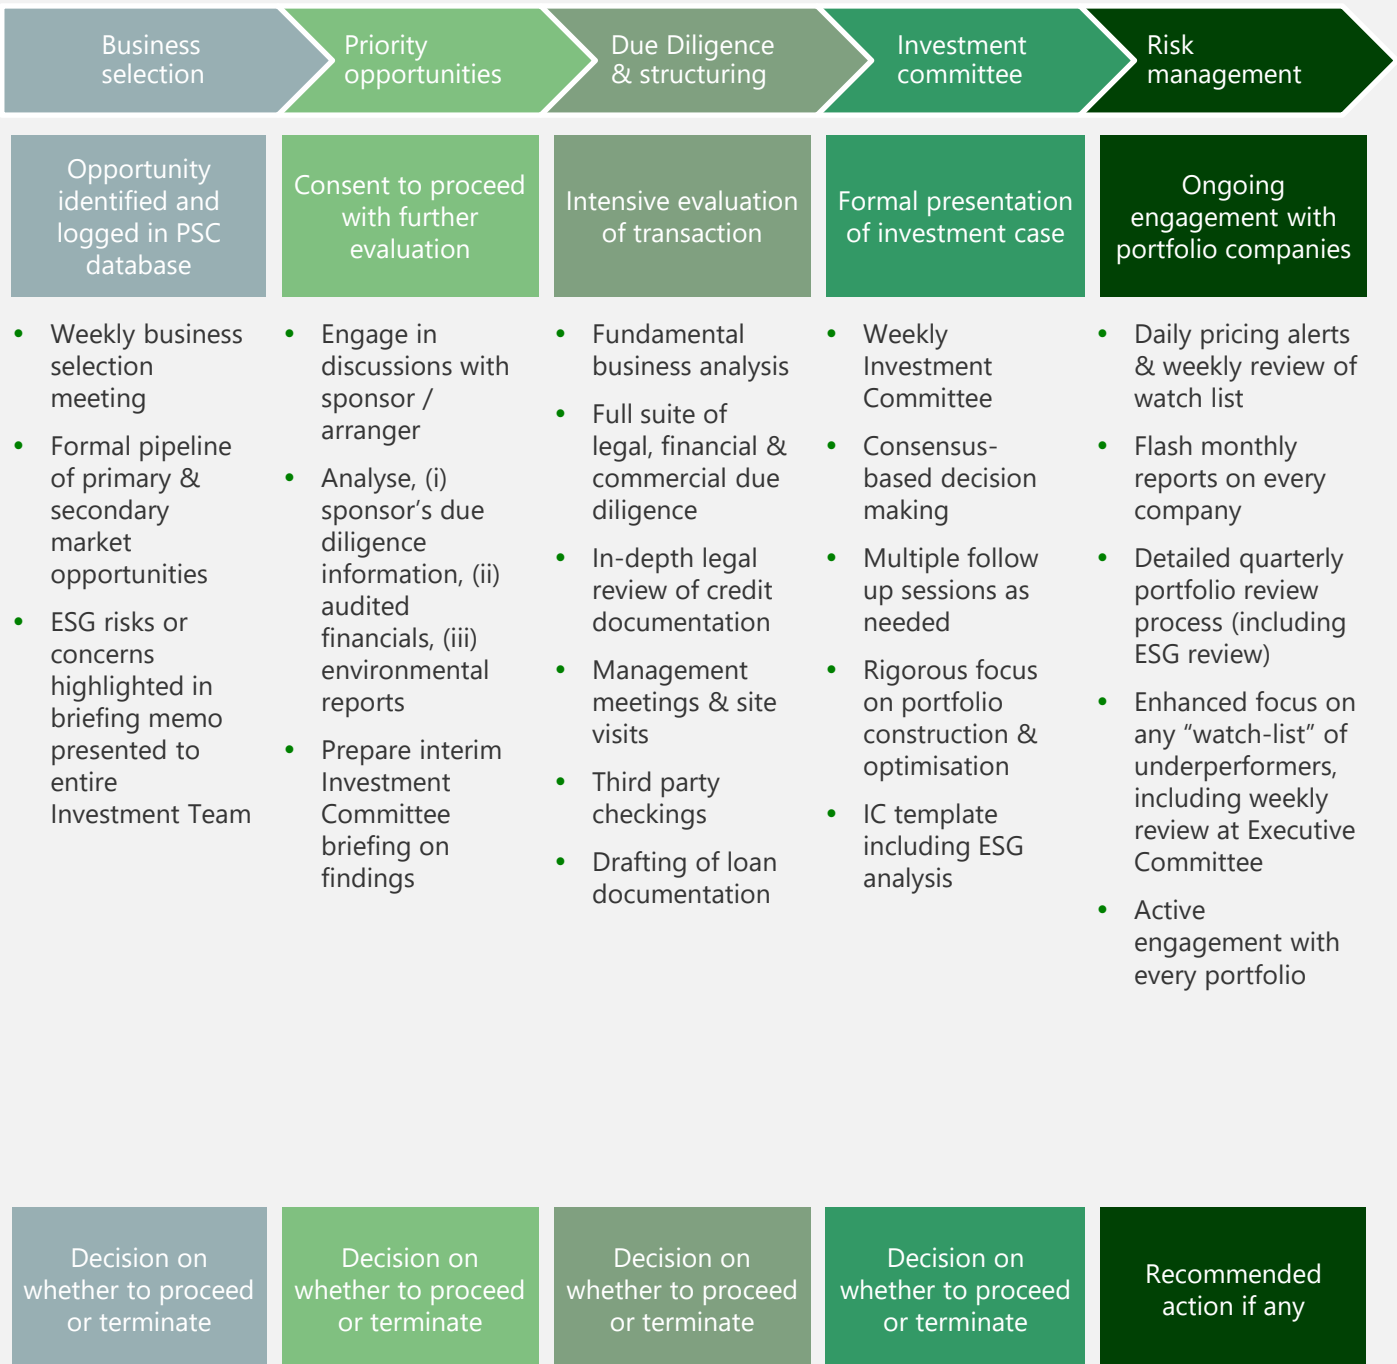 Business
selection
Priority
opportunities
Due Diligence
& structuring
Investment
committee
Risk
management
Opportunity
identified and
logged in PSC
database
Consent to proceed
with further
evaluation
Intensive evaluation
of transaction
Formal presentation
of investment case
Ongoing
engagement with
portfolio companies
• Weekly business
selection
meeting
• Formal pipeline
of primary &
secondary
market
opportunities
• ESG risks or
concerns
highlighted in
briefing memo
presented to
entire
Investment Team
• Engage in
discussions with
sponsor /
arranger
• Analyse, (i)
sponsor’s due
diligence
information, (ii)
audited
financials, (iii)
environmental
reports
• Prepare interim
Investment
Committee
briefing on
findings
• Fundamental
business analysis
• Full suite of
legal, financial &
commercial due
diligence
• In-depth legal
review of credit
documentation
• Management
meetings & site
visits
• Third party
checkings
• Drafting of loan
documentation
• Weekly
Investment
Committee
• Consensus-
based decision
making
• Multiple follow
up sessions as
needed
• Rigorous focus
on portfolio
construction &
optimisation
• IC template
including ESG
analysis
• Daily pricing alerts
& weekly review of
watch list
• Flash monthly
reports on every
company
• Detailed quarterly
portfolio review
process (including
ESG review)
• Enhanced focus on
any “watch-list” of
underperformers,
including weekly
review at Executive
Committee
• Active
engagement with
every portfolio
Decision on
whether to proceed
or terminate
Decision on
whether to proceed
or terminate
Decision on
whether to proceed
or terminate
Decision on
whether to proceed
or terminate
Recommended
action if any